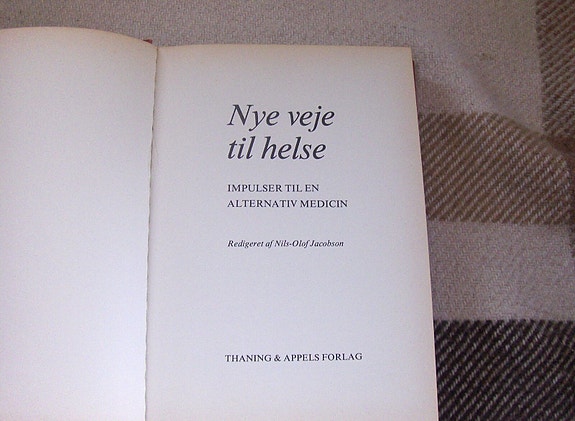 Nye veje
til helse
IMPULSER TIL EN
ALTERNATIV MEDICIN
Redigeret af Nils-Olof Jacobson
THANING & APPELS FORLAG